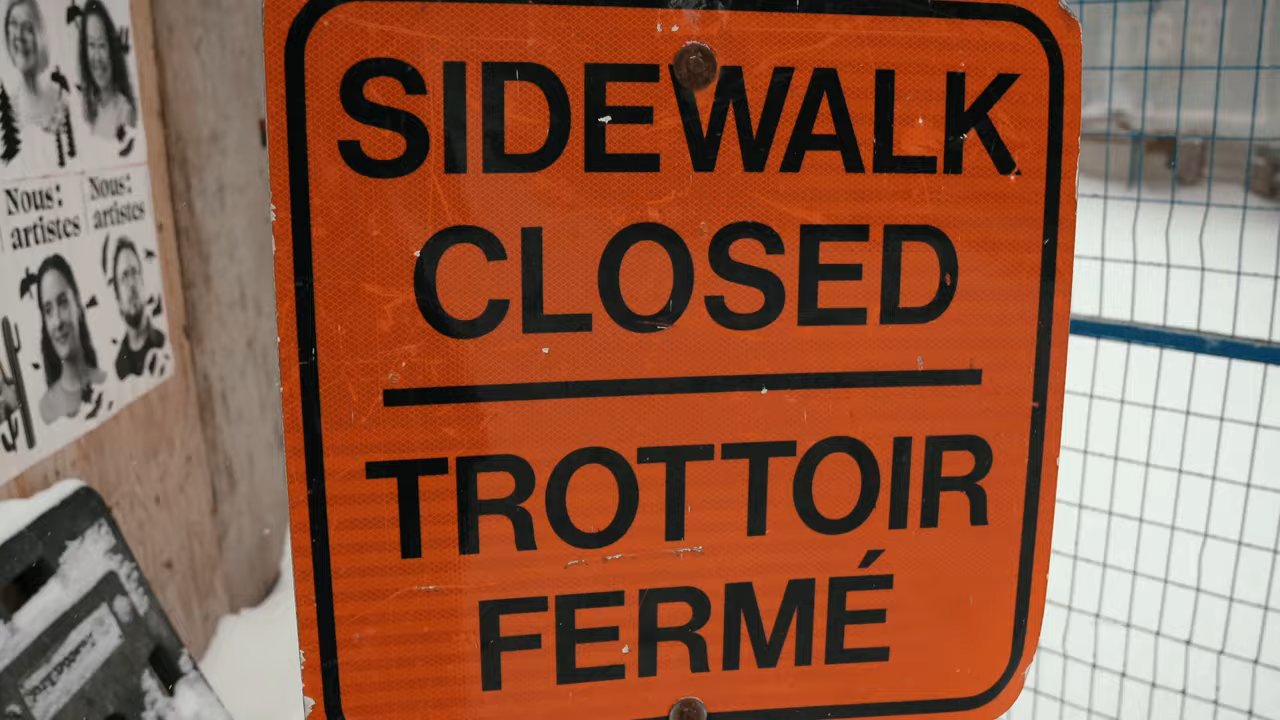 SIDEWALK
CLOSED
TROTTOIR
FERMÉ
Nous:
artistes
Nous:
artistes